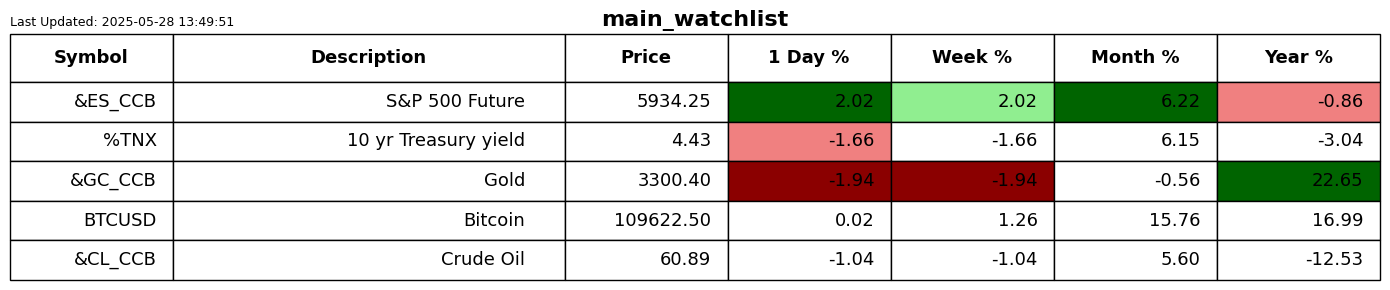 main_watchlist
Last Updated: 2025-05-28 13:49:51
Symbol Description Price 1 Day % Week % Month % Year %
&ES_CCB S&P 500 Future 5934.25 2.02 2.02 6.22 -0.86
%TNX 10 yr Treasury yield 4.43 -1.66 -1.66 6.15 -3.04
&GC_CCB Gold 3300.40 -1.94 -1.94 -0.56 22.65
BTCUSD Bitcoin 109622.50 0.02 1.26 15.76 16.99
&CL_CCB Crude Oil 60.89 -1.04 -1.04 5.60 -12.53